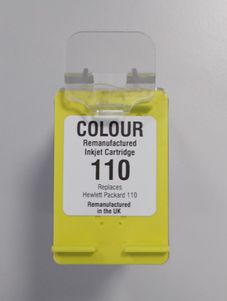 COLOUR
Remanufactured
Inkjet Cartridge
110
Replaces
Hewlett Packard 110
Remanufactured
in the UK